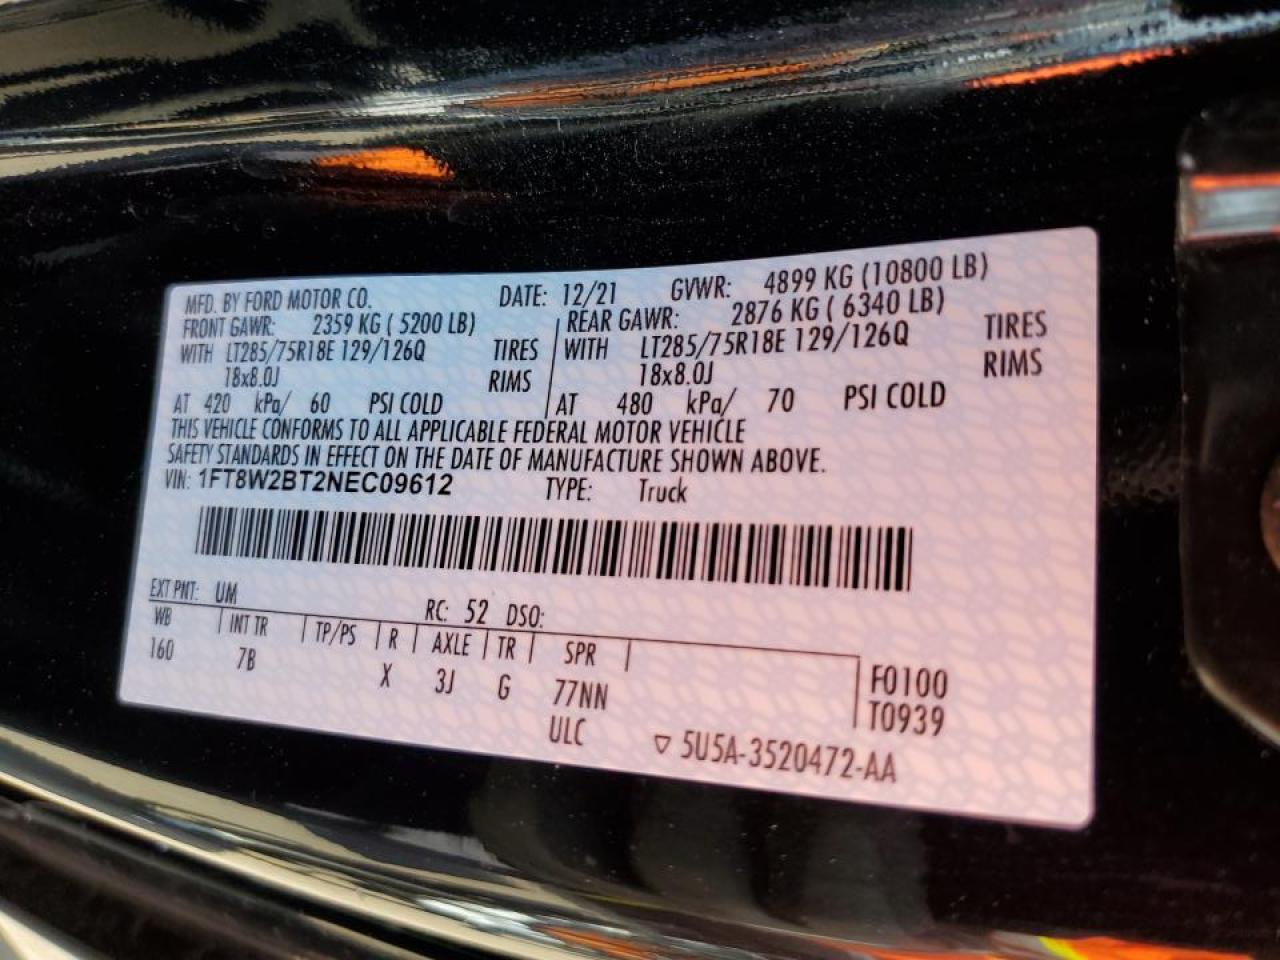 MFD. BY FORD MOTOR CO. DATE: 12/21 GVWR: 4899 KG (10800 LB)
FRONT GAWR: 2359 KG ( 5200 LB) REAR GAWR: 2876 KG ( 6340 LB)
WITH LT285/75R18E 129/126Q TIRES WITH LT285/75R18E 129/126Q TIRES
18x8.0J RIMS 18x8.0J RIMS
AT 420 kPa/ 60 PSI COLD AT 480 kPa/ 70 PSI COLD
THIS VEHICLE CONFORMS TO ALL APPLICABLE FEDERAL MOTOR VEHICLE
SAFETY STANDARDS IN EFFECT ON THE DATE OF MANUFACTURE SHOWN ABOVE.
VIN: 1FT8W2BT2NEC09612 TYPE: Truck
EXT PNT: UM RC: 52 DSO:
WB INT TR TP/PS R AXLE TR SPR
160 7B X 3J G 77NN F0100
ULC T0939
▽ 5U5A-3520472-AA